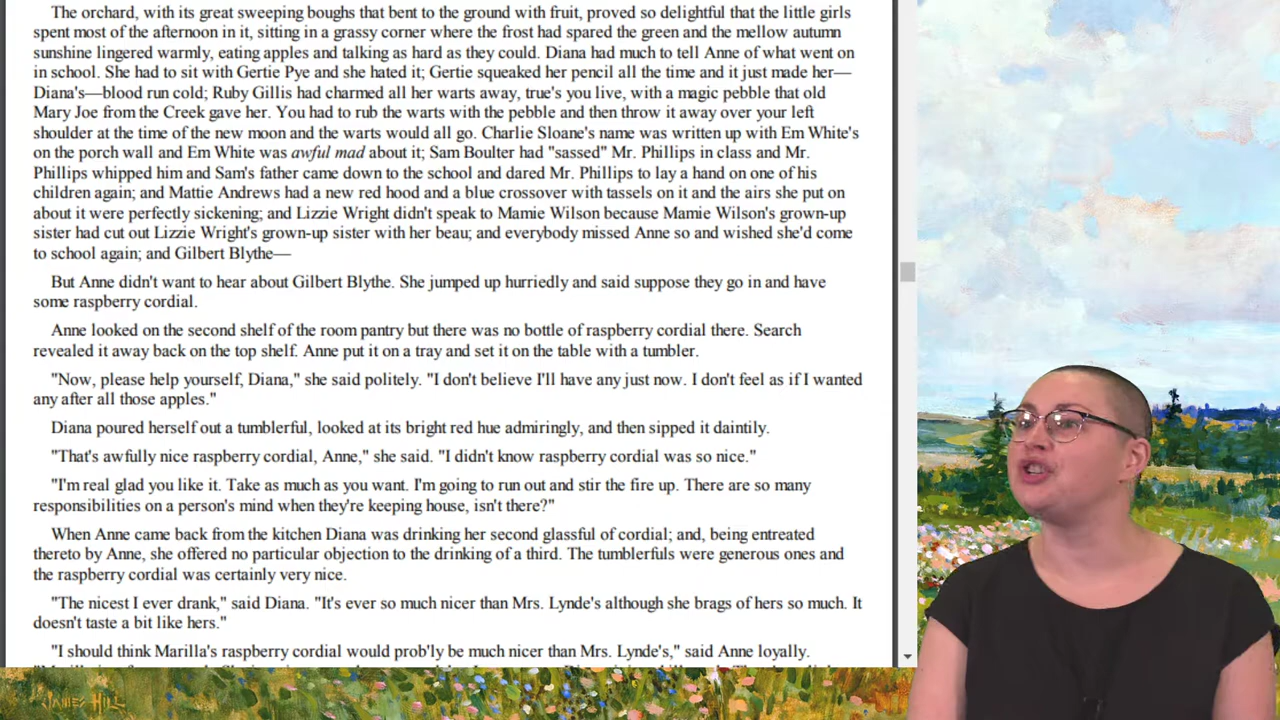 The orchard, with its great sweeping boughs that bent to the ground with fruit, proved so delightful that the little girls
spent most of the afternoon in it, sitting in a grassy corner where the frost had spared the green and the mellow autumn
sunshine lingered warmly, eating apples and talking as hard as they could. Diana had much to tell Anne of what went on
in school. She had to sit with Gertie Pye and she hated it; Gertie squeaked her pencil all the time and it just made her—
Diana's—blood run cold; Ruby Gillis had charmed all her warts away, true's you live, with a magic pebble that old
Mary Joe from the Creek gave her. You had to rub the warts with the pebble and then throw it away over your left
shoulder at the time of the new moon and the warts would all go. Charlie Sloane's name was written up with Em White's
on the porch wall and Em White was awful mad about it; Sam Boulter had "sassed" Mr. Phillips in class and Mr.
Phillips whipped him and Sam's father came down to the school and dared Mr. Phillips to lay a hand on one of his
children again; and Mattie Andrews had a new red hood and a blue crossover with tassels on it and the airs she put on
about it were perfectly sickening; and Lizzie Wright didn't speak to Mamie Wilson because Mamie Wilson's grown-up
sister had cut out Lizzie Wright's grown-up sister with her beau; and everybody missed Anne so and wished she'd come
to school again; and Gilbert Blythe—
But Anne didn't want to hear about Gilbert Blythe. She jumped up hurriedly and said suppose they go in and have
some raspberry cordial.
Anne looked on the second shelf of the room pantry but there was no bottle of raspberry cordial there. Search
revealed it away back on the top shelf. Anne put it on a tray and set it on the table with a tumbler.
"Now, please help yourself, Diana," she said politely. "I don't believe I'll have any just now. I don't feel as if I wanted
any after all those apples."
Diana poured herself out a tumblerful, looked at its bright red hue admiringly, and then sipped it daintily.
"That's awfully nice raspberry cordial, Anne," she said. "I didn't know raspberry cordial was so nice."
"I'm real glad you like it. Take as much as you want. I'm going to run out and stir the fire up. There are so many
responsibilities on a person's mind when they're keeping house, isn't there?"
When Anne came back from the kitchen Diana was drinking her second glassful of cordial; and, being entreated
thereto by Anne, she offered no particular objection to the drinking of a third. The tumblerfuls were generous ones and
the raspberry cordial was certainly very nice.
"The nicest I ever drank," said Diana. "It's ever so much nicer than Mrs. Lynde's although she brags of hers so much. It
doesn't taste a bit like hers."
"I should think Marilla's raspberry cordial would prob'ly be much nicer than Mrs. Lynde's," said Anne loyally.
JAMES HILL